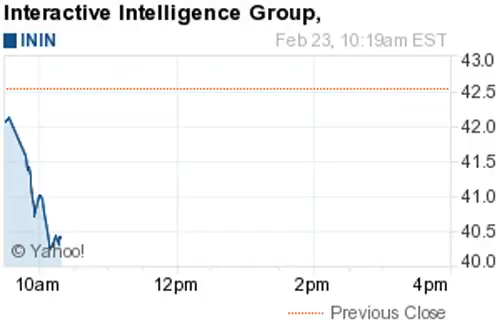 Interactive Intelligence Group,
ININ Feb 23, 10:19am EST
43.0
42.5
42.0
41.5
41.0
40.5
40.0
© Yahoo!
10am 12pm 2pm 4pm
Previous Close